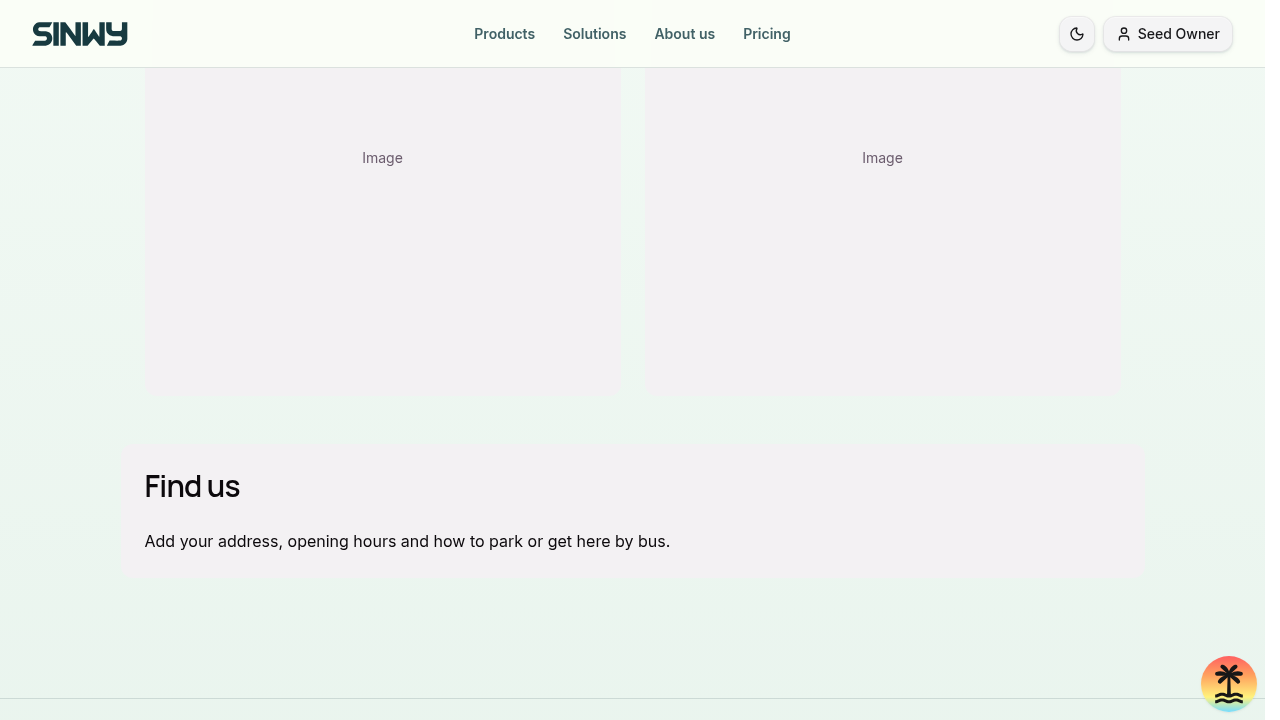 SINWY
Products
Solutions
About us
Pricing
Seed Owner
Image
Image
Find us
Add your address, opening hours and how to park or get here by bus.